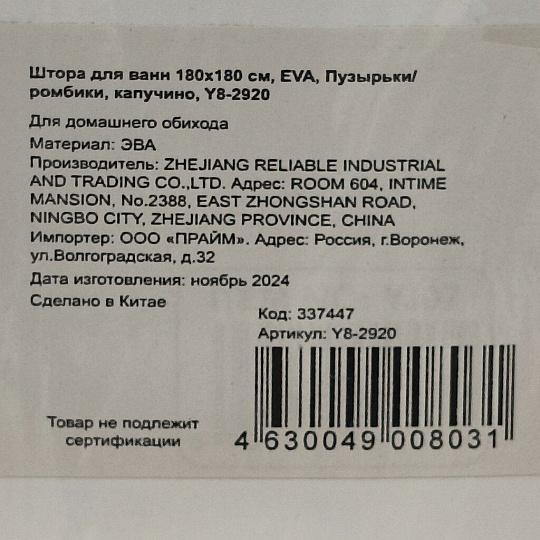 Штора для ванн 180х180 см, EVA, Пузырьки/
ромбики, капучино, Y8-2920
Для домашнего обихода
Материал: ЭВА
Производитель: ZHEJIANG RELIABLE INDUSTRIAL
AND TRADING CO.,LTD. Адрес: ROOM 604, INTIME
MANSION, No.2388, EAST ZHONGSHAN ROAD,
NINGBO CITY, ZHEJIANG PROVINCE, CHINA
Импортер: ООО «ПРАЙМ». Адрес: Россия, г.Воронеж,
ул.Волгоградская, д.32
Дата изготовления: ноябрь 2024
Сделано в Китае
Код: 337447
Артикул: Y8-2920
Товар не подлежит
сертификации
4 630049 008031